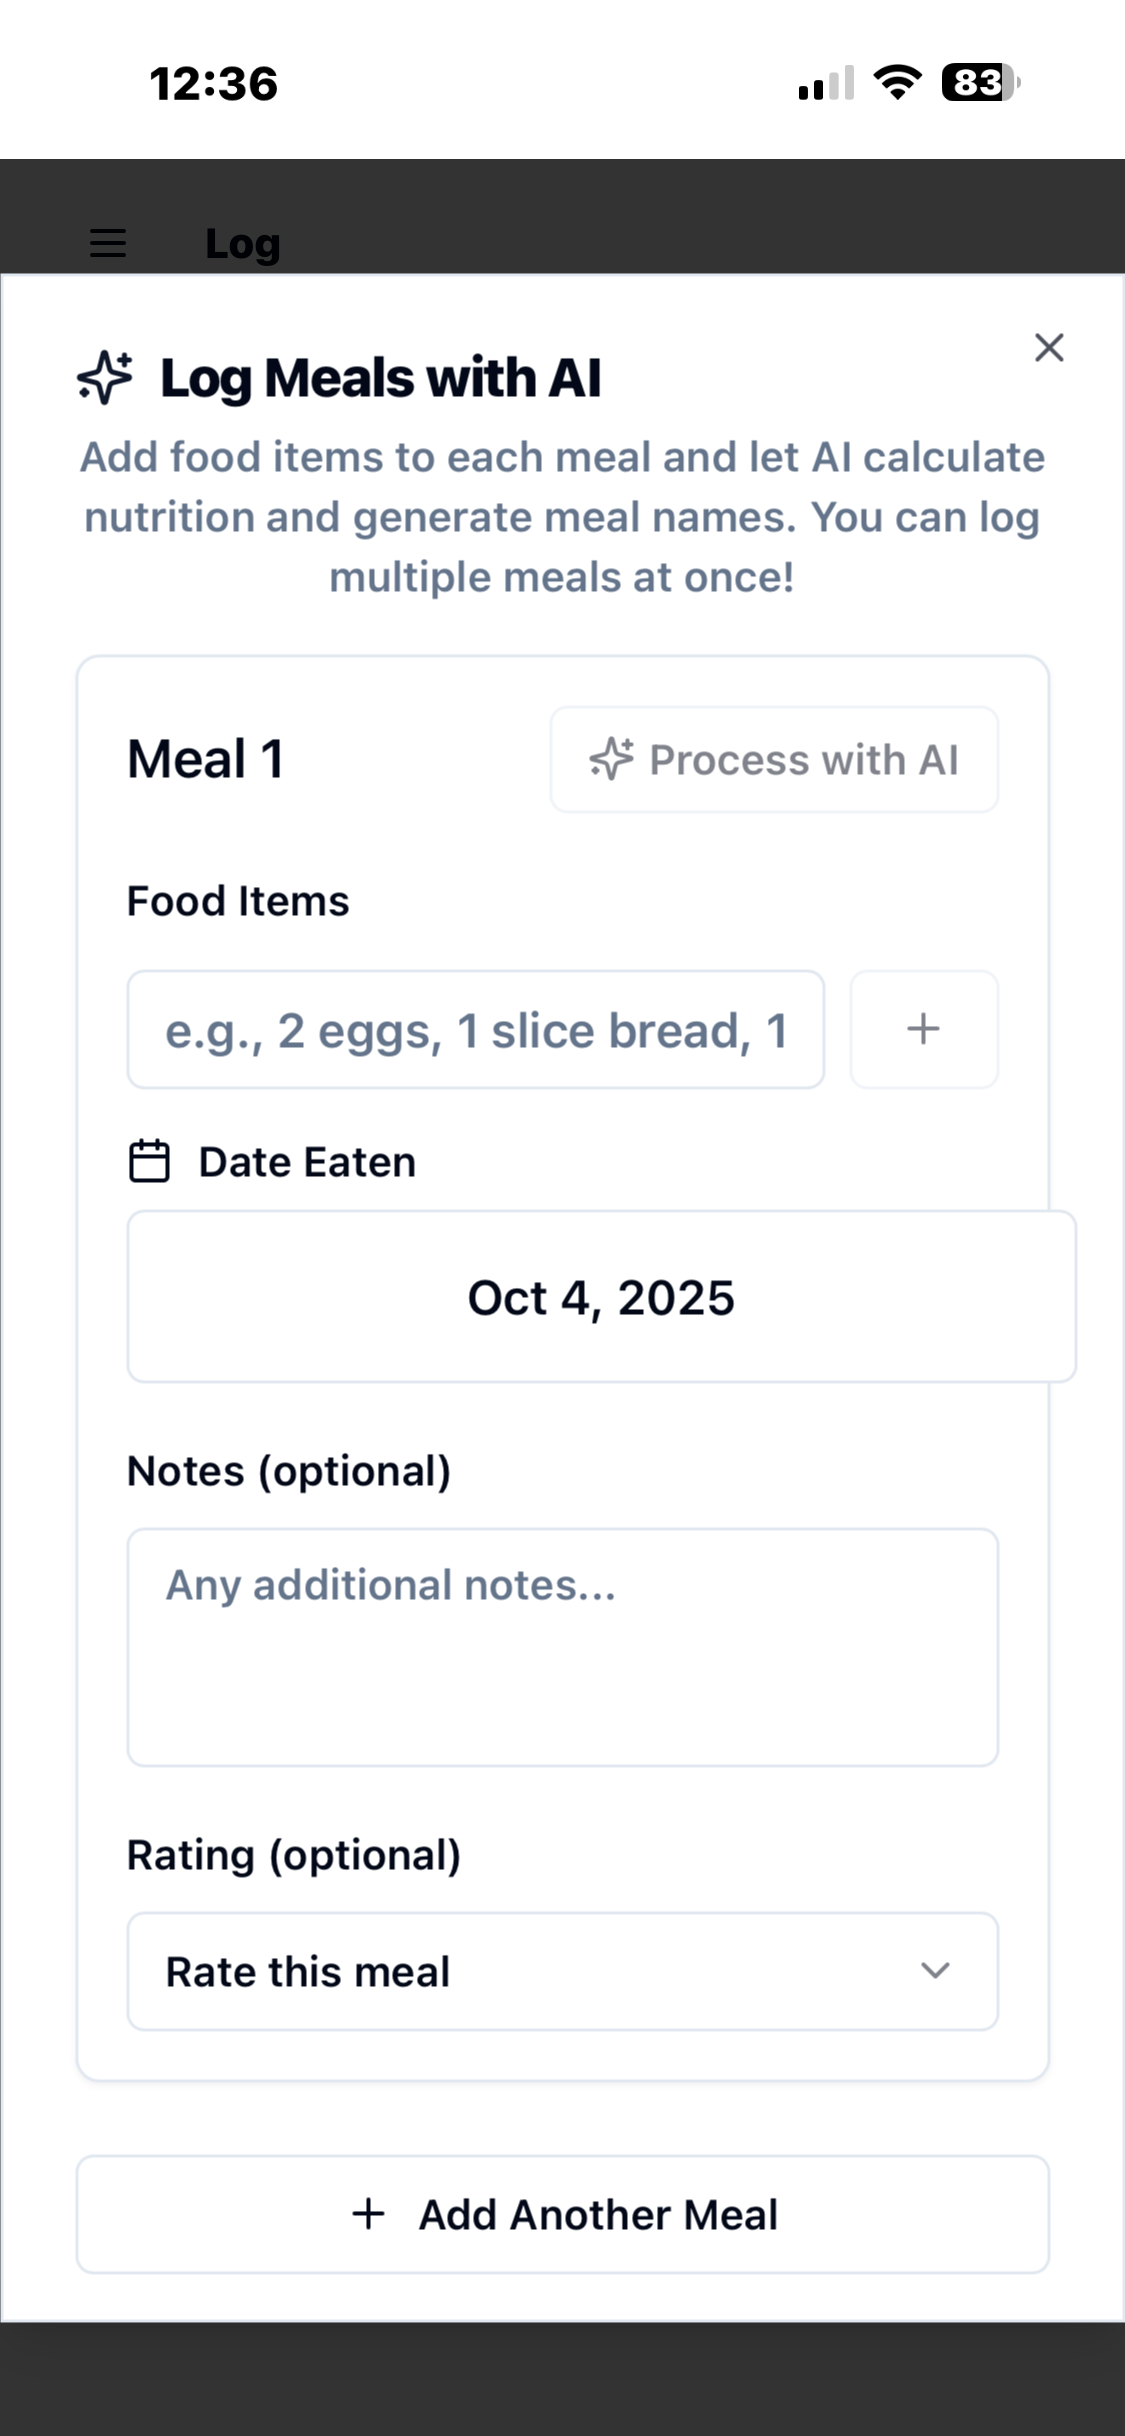 12:36
83
Log
Log Meals with AI
Add food items to each meal and let AI calculate
nutrition and generate meal names. You can log
multiple meals at once!
Meal 1
Process with AI
Food Items
e.g., 2 eggs, 1 slice bread, 1
Date Eaten
Oct 4, 2025
Notes (optional)
Any additional notes...
Rating (optional)
Rate this meal
Add Another Meal